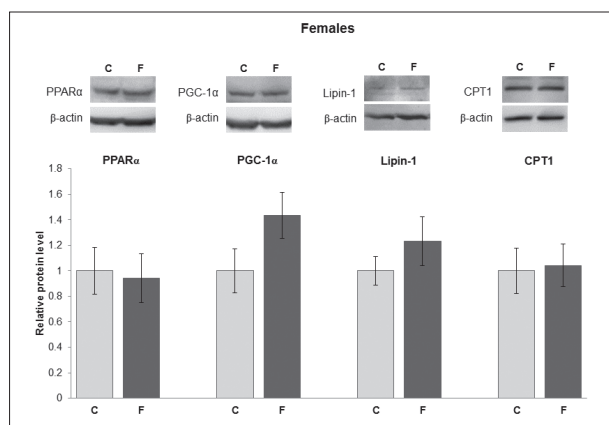 Females
C F C F C F C F
PPARα PGC-1α Lipin-1 CPT1
β-actin β-actin β-actin β-actin
PPARα PGC-1α Lipin-1 CPT1
Relative protein level
1.8
1.6
1.4
1.2
1
0.8
0.6
0.4
0.2
0
C F C F C F C F